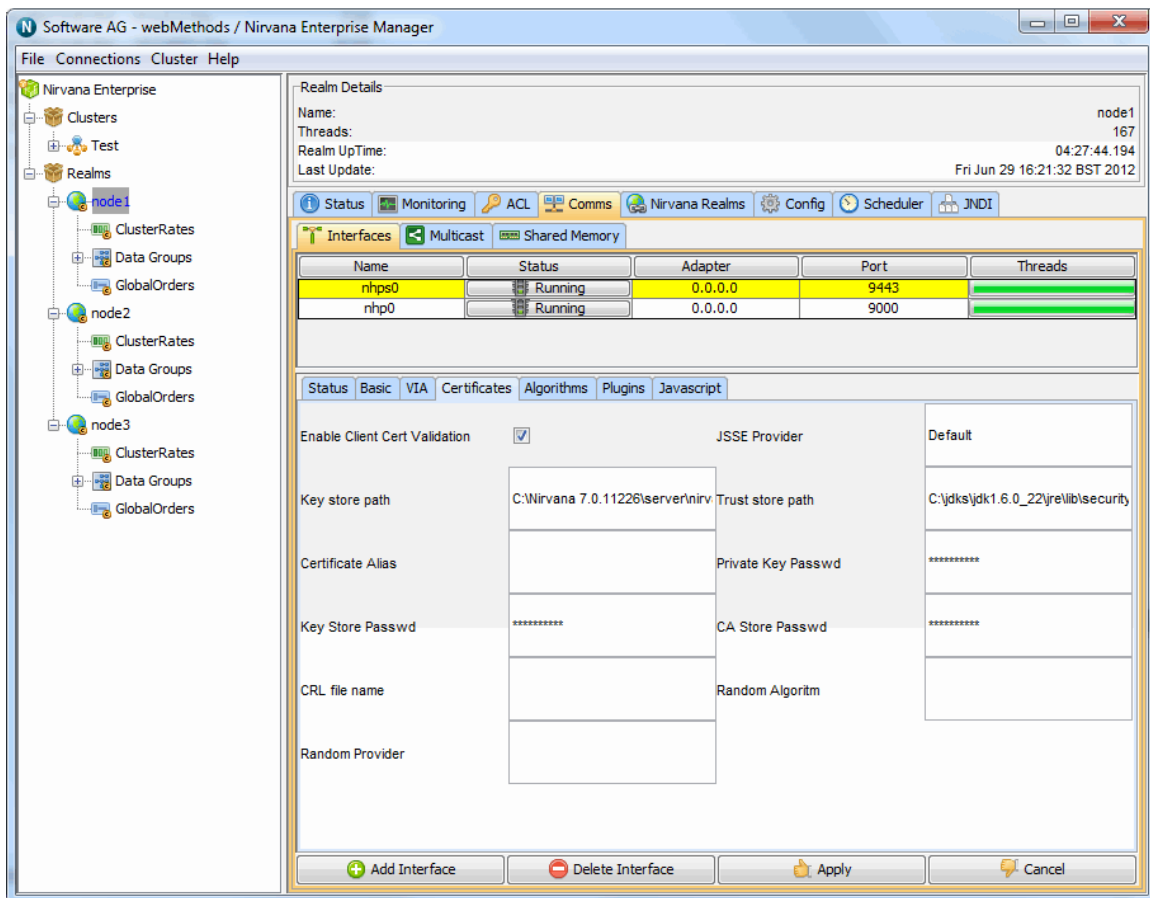 Software AG - webMethods / Nirvana Enterprise Manager
File Connections Cluster Help
Nirvana Enterprise
Clusters
Test
Realms
node1
ClusterRates
Data Groups
GlobalOrders
node2
ClusterRates
Data Groups
GlobalOrders
node3
ClusterRates
Data Groups
GlobalOrders
Realm Details
Name: node1
Threads: 167
Realm UpTime: 04:27:44.194
Last Update: Fri Jun 29 16:21:32 BST 2012
Status Monitoring ACL Comms Nirvana Realms Config Scheduler JNDI
Interfaces Multicast Shared Memory
Name Status Adapter Port Threads
nhps0 Running 0.0.0.0 9443
nhp0 Running 0.0.0.0 9000
Status Basic VIA Certificates Algorithms Plugins Javascript
Enable Client Cert Validation JSSE Provider Default
Key store path C:\Nirvana 7.0.11226\server\nirv Trust store path C:\jdks\jdk1.6.0_22\jre\lib\security
Certificate Alias Private Key Passwd **********
Key Store Passwd ********** CA Store Passwd **********
CRL file name Random Algoritm
Random Provider
Add Interface Delete Interface Apply Cancel